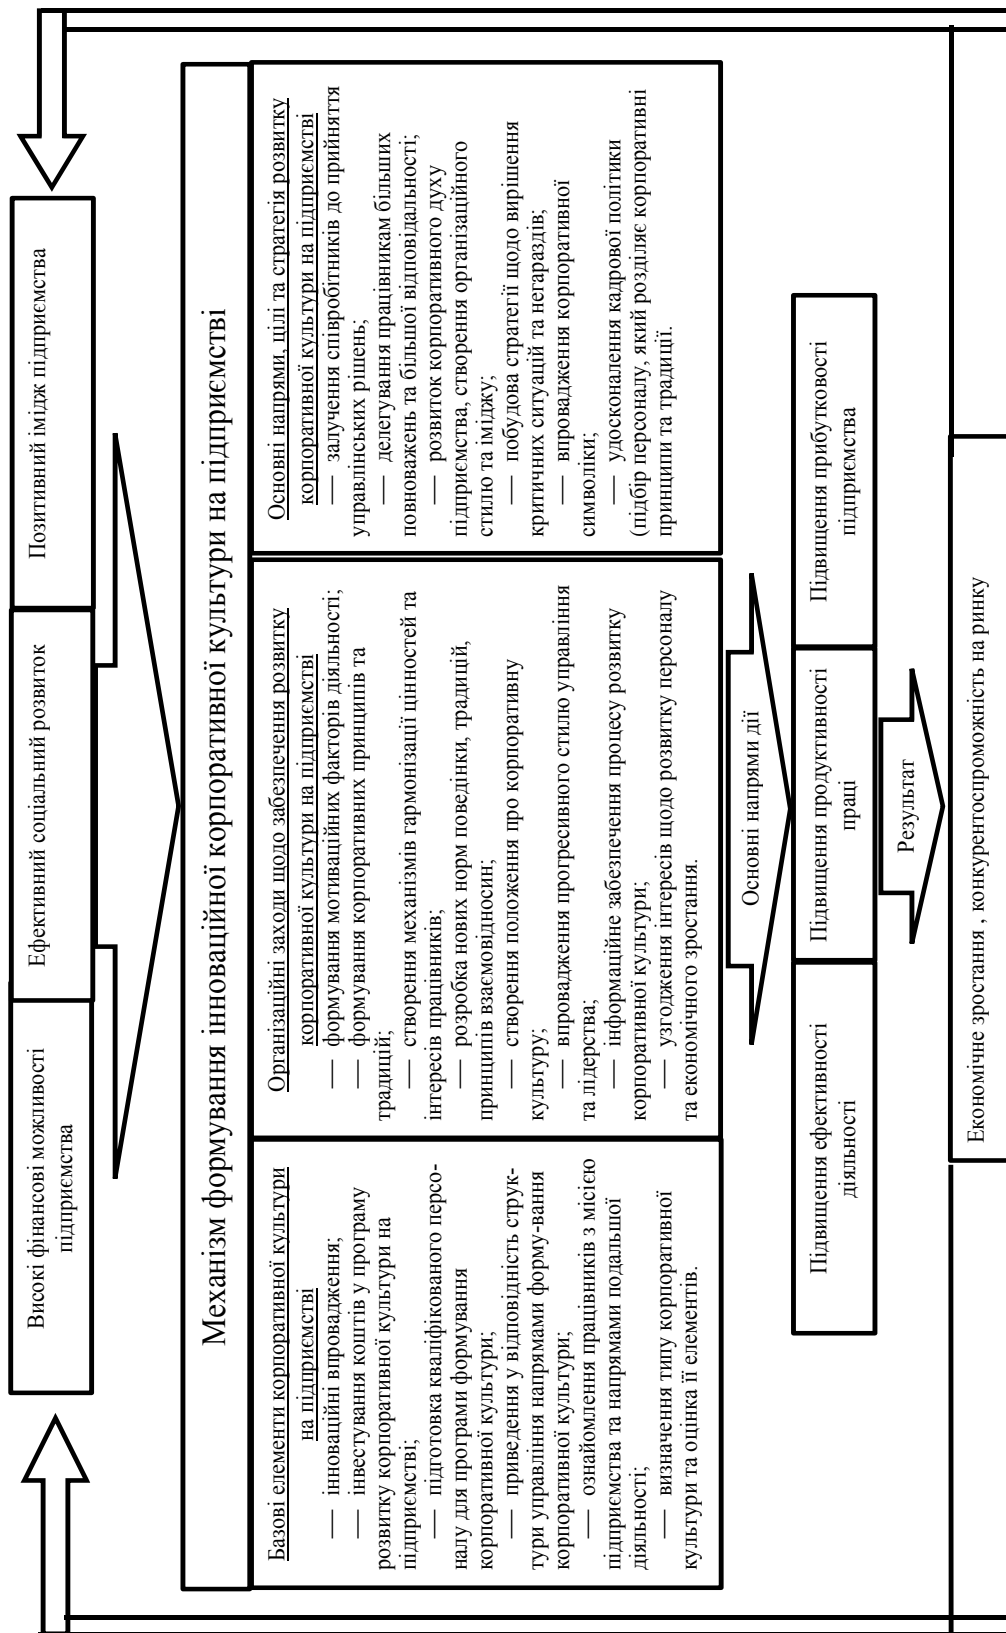 Високі фінансові можливості
підприємства
Ефективний соціальний розвиток
Позитивний імідж підприємства
Механізм формування інноваційної корпоративної культури на підприємстві
Базові елементи корпоративної культури
на підприємстві
— інноваційні впровадження;
— інвестування коштів у програму
розвитку корпоративної культури на
підприємстві;
— підготовка кваліфікованого персо-
налу для програми формування
корпоративної культури;
— приведення у відповідність струк-
тури управління напрямами форму-вання
корпоративної культури;
— ознайомлення працівників з місією
підприємства та напрямами подальшої
діяльності;
— визначення типу корпоративної
культури та оцінка її елементів.
Організаційні заходи щодо забезпечення розвитку
корпоративної культури на підприємстві
— формування мотиваційних факторів діяльності;
— формування корпоративних принципів та
традицій;
— створення механізмів гармонізації цінностей та
інтересів працівників;
— розробка нових норм поведінки, традицій,
принципів взаємовідносин;
— створення положення про корпоративну
культуру;
— впровадження прогресивного стилю управління
та лідерства;
— інформаційне забезпечення процесу розвитку
корпоративної культури;
— узгодження інтересів щодо розвитку персоналу
та економічного зростання.
Основні напрями, цілі та стратегія розвитку
корпоративної культури на підприємстві
— залучення співробітників до прийняття
управлінських рішень;
— делегування працівникам більших
повноважень та більшої відповідальності;
— розвиток корпоративного духу
підприємства, створення організаційного
стилю та іміджу;
— побудова стратегії щодо вирішення
критичних ситуацій та негараздів;
— впровадження корпоративної
символіки;
— удосконалення кадрової політики
(підбір персоналу, який розділяє корпоративні
принципи та традиції.
Основні напрями дії
Підвищення ефективності
діяльності
Підвищення продуктивності
праці
Підвищення прибутковості
підприємства
Результат
Економічне зростання , конкурентоспроможність на ринку